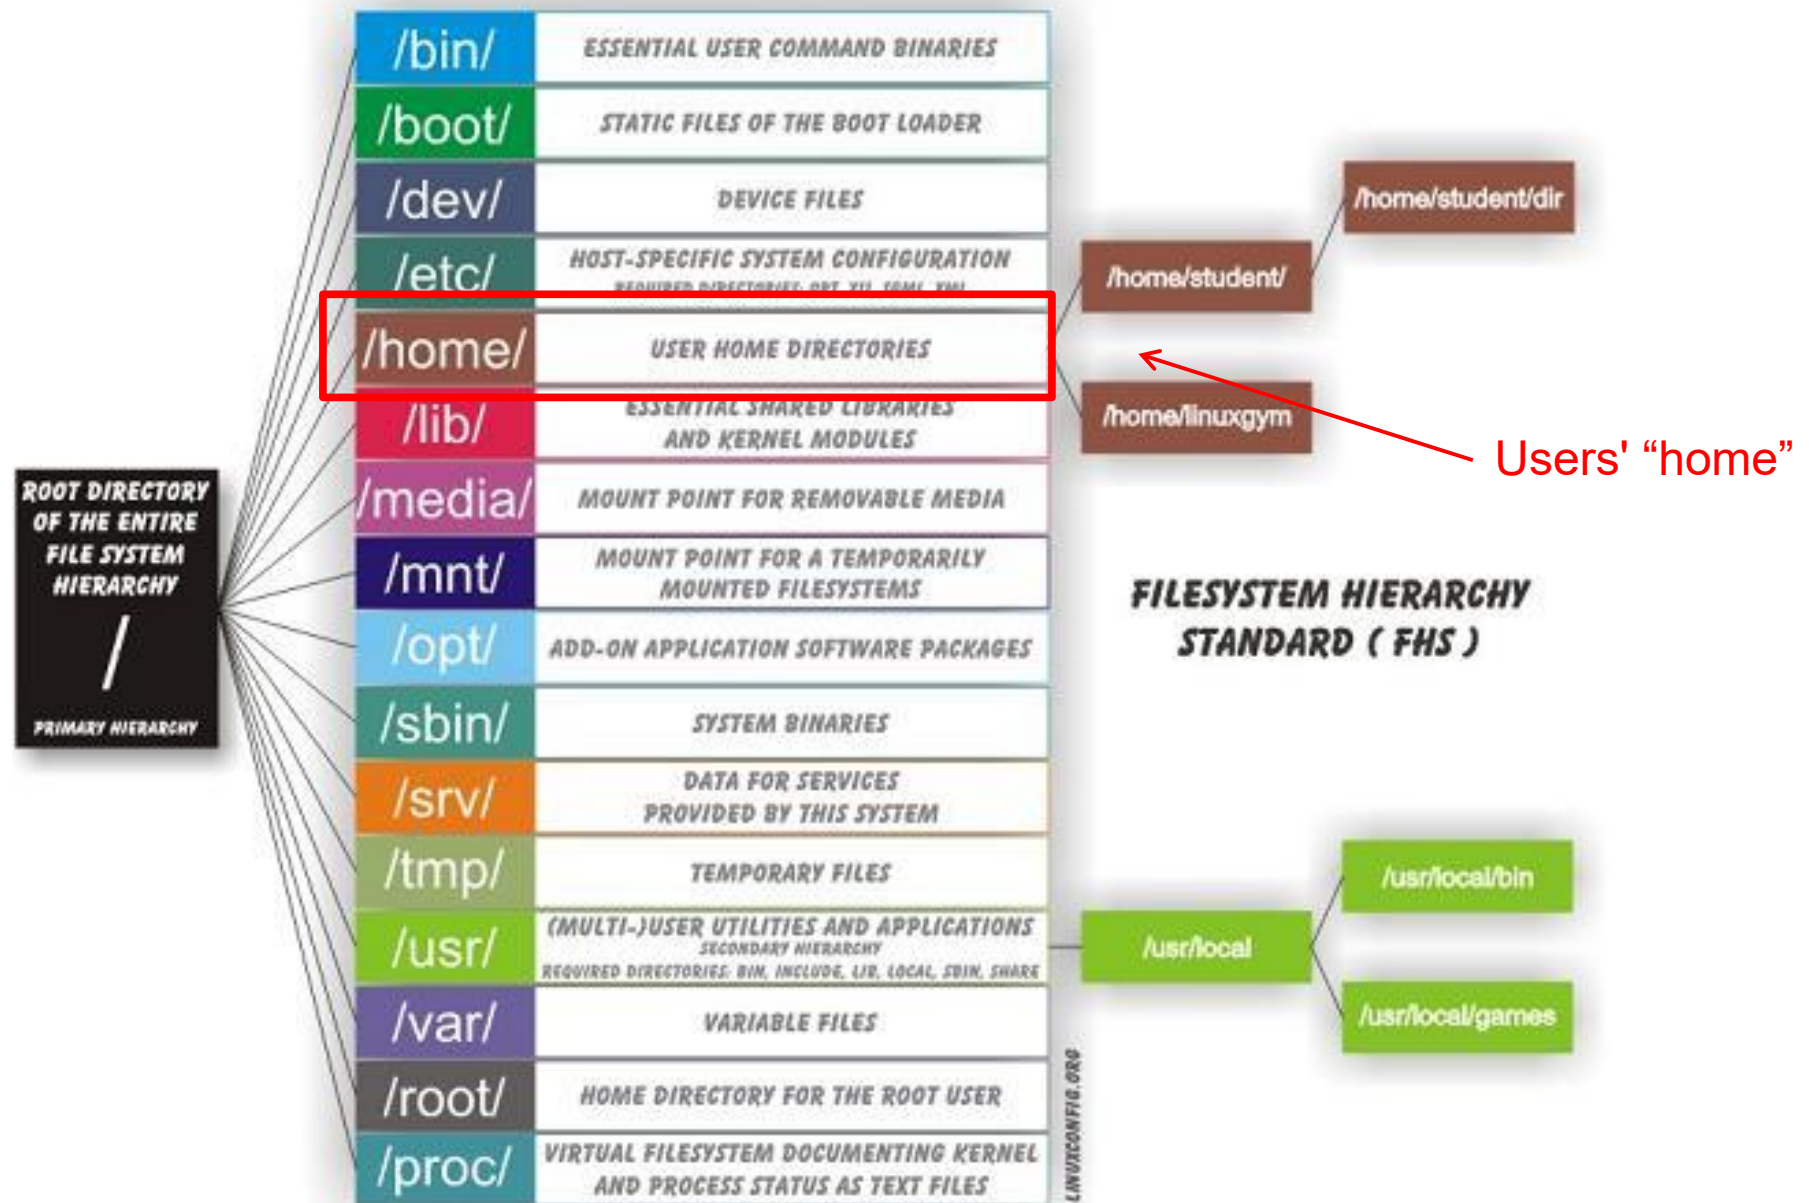 ROOT DIRECTORY
OF THE ENTIRE
FILE SYSTEM
HIERARCHY
/
PRIMARY HIERARCHY
/bin/
ESSENTIAL USER COMMAND BINARIES
/boot/
STATIC FILES OF THE BOOT LOADER
/dev/
DEVICE FILES
/etc/
HOST-SPECIFIC SYSTEM CONFIGURATION
REQUIRED DIRECTORIES: OPT, X11, SGML, XML
/home/
USER HOME DIRECTORIES
/lib/
ESSENTIAL SHARED LIBRARIES
AND KERNEL MODULES
/media/
MOUNT POINT FOR REMOVABLE MEDIA
/mnt/
MOUNT POINT FOR A TEMPORARILY
MOUNTED FILESYSTEMS
/opt/
ADD-ON APPLICATION SOFTWARE PACKAGES
/sbin/
SYSTEM BINARIES
/srv/
DATA FOR SERVICES
PROVIDED BY THIS SYSTEM
/tmp/
TEMPORARY FILES
/usr/
(MULTI-)USER UTILITIES AND APPLICATIONS
SECONDARY HIERARCHY
REQUIRED DIRECTORIES: BIN, INCLUDE, LIB, LOCAL, SBIN, SHARE
/var/
VARIABLE FILES
/root/
HOME DIRECTORY FOR THE ROOT USER
/proc/
VIRTUAL FILESYSTEM DOCUMENTING KERNEL
AND PROCESS STATUS AS TEXT FILES
/home/student/
/home/student/dir
/home/linuxgym
Users' “home”
FILESYSTEM HIERARCHY
STANDARD ( FHS )
/usr/local
/usr/local/bin
/usr/local/games
LINUXCONFIG.ORG